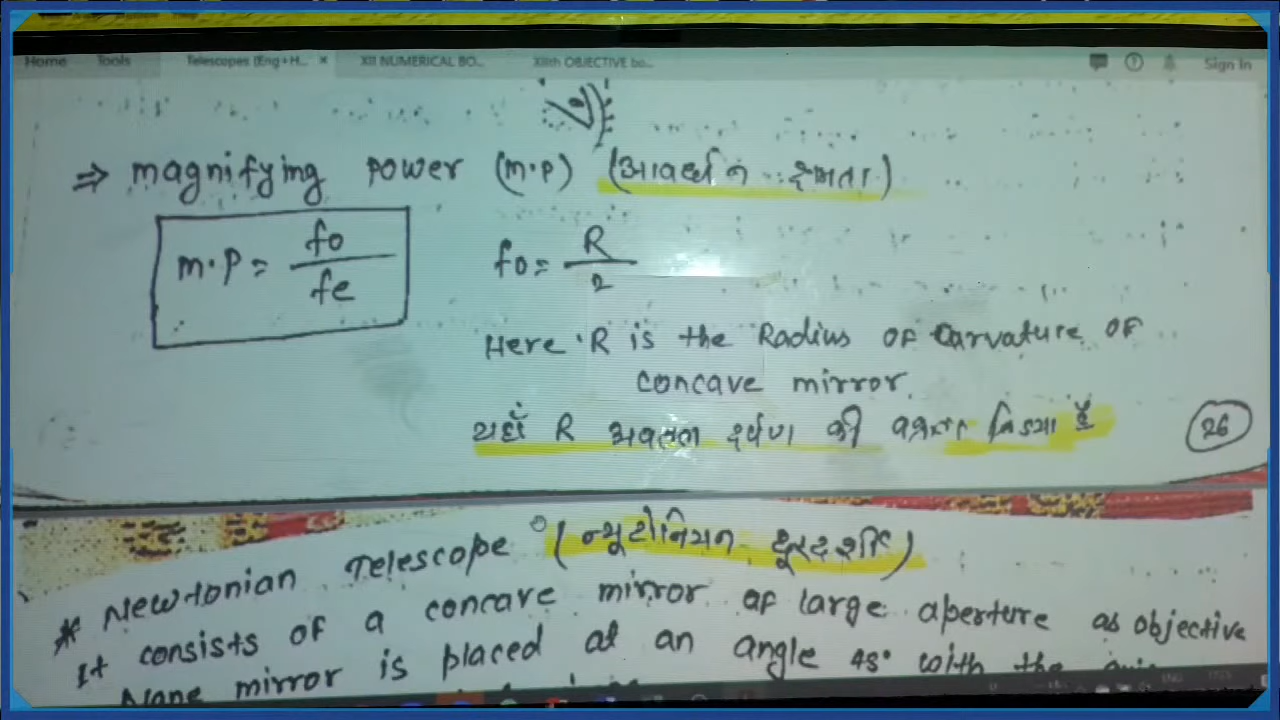 Home Tools Telescopes (Eng+H... × XII NUMERICAL BO... XIIth OBJECTIVE bo... Sign In
⇒ magnifying power (m.p) (आवर्धन क्षमता)
m.p = fo/fe
fo = R/2
Here R is the Radius OF Carvature OF
concave mirror.
यहाँ R अवतल दर्पण की वक्रता त्रिज्या है
26
* Newtonian Telescope (न्यूटोनियन दूरदर्शी)
It consists of a concave mirror of large aperture as objective
plane mirror is placed at an angle 45° with the axis